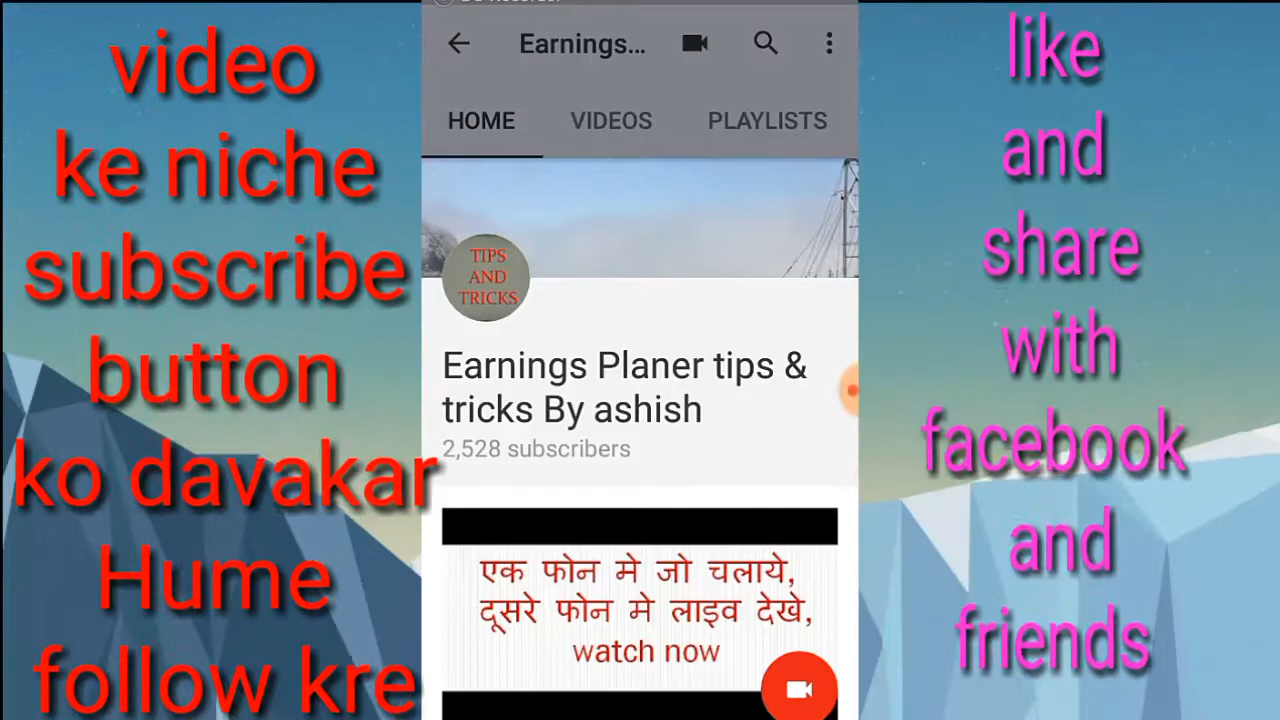 video
ke niche
subscribe
button
ko davakar
Hume
follow kre
Earnings...
HOME VIDEOS PLAYLISTS
TIPS
AND
TRICKS
Earnings Planer tips &
tricks By ashish
2,528 subscribers
एक फोन मे जो चलाये,
दूसरे फोन मे लाइव देखे,
watch now
like
and
share
with
facebook
and
friends